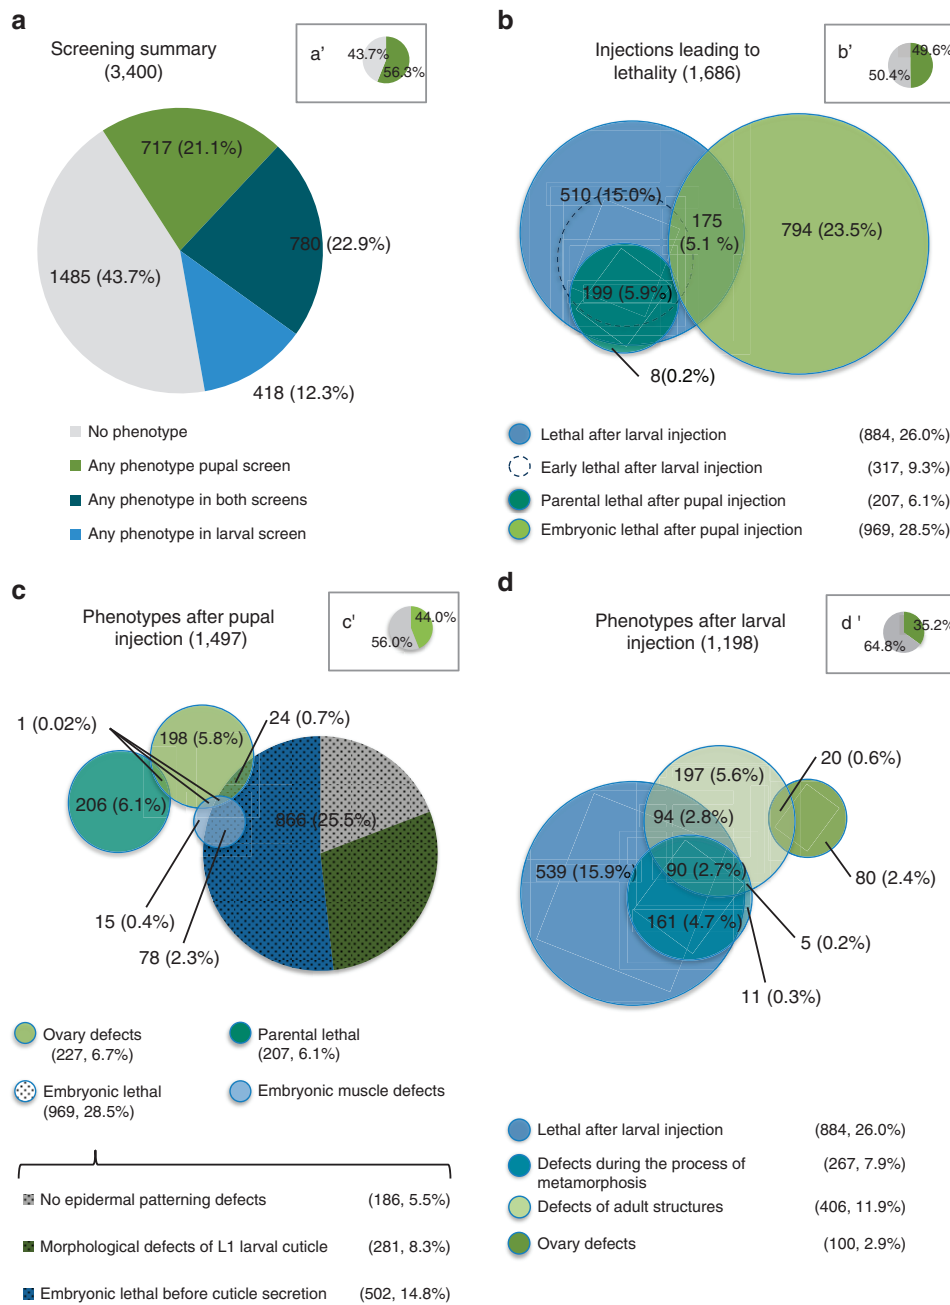 a
Screening summary
(3,400)
a'
43.7%
56.3%
717 (21.1%)
780 (22.9%)
1485 (43.7%)
418 (12.3%)
No phenotype
Any phenotype pupal screen
Any phenotype in both screens
Any phenotype in larval screen
b
Injections leading to
lethality (1,686)
b'
49.6%
50.4%
510 (15.0%)
175
(5.1 %)
794 (23.5%)
199 (5.9%)
8(0.2%)
Lethal after larval injection (884, 26.0%)
Early lethal after larval injection (317, 9.3%)
Parental lethal after pupal injection (207, 6.1%)
Embryonic lethal after pupal injection (969, 28.5%)
c
Phenotypes after pupal
injection (1,497)
c'
44.0%
56.0%
1 (0.02%)
24 (0.7%)
198 (5.8%)
206 (6.1%)
866 (25.5%)
15 (0.4%)
78 (2.3%)
Ovary defects
(227, 6.7%)
Parental lethal
(207, 6.1%)
Embryonic lethal
(969, 28.5%)
Embryonic muscle defects
No epidermal patterning defects (186, 5.5%)
Morphological defects of L1 larval cuticle (281, 8.3%)
Embryonic lethal before cuticle secretion (502, 14.8%)
d
Phenotypes after larval
injection (1,198)
d '
35.2%
64.8%
20 (0.6%)
197 (5.6%)
94 (2.8%)
539 (15.9%)
90 (2.7%)
80 (2.4%)
161 (4.7 %)
5 (0.2%)
11 (0.3%)
Lethal after larval injection (884, 26.0%)
Defects during the process of (267, 7.9%)
metamorphosis
Defects of adult structures (406, 11.9%)
Ovary defects (100, 2.9%)